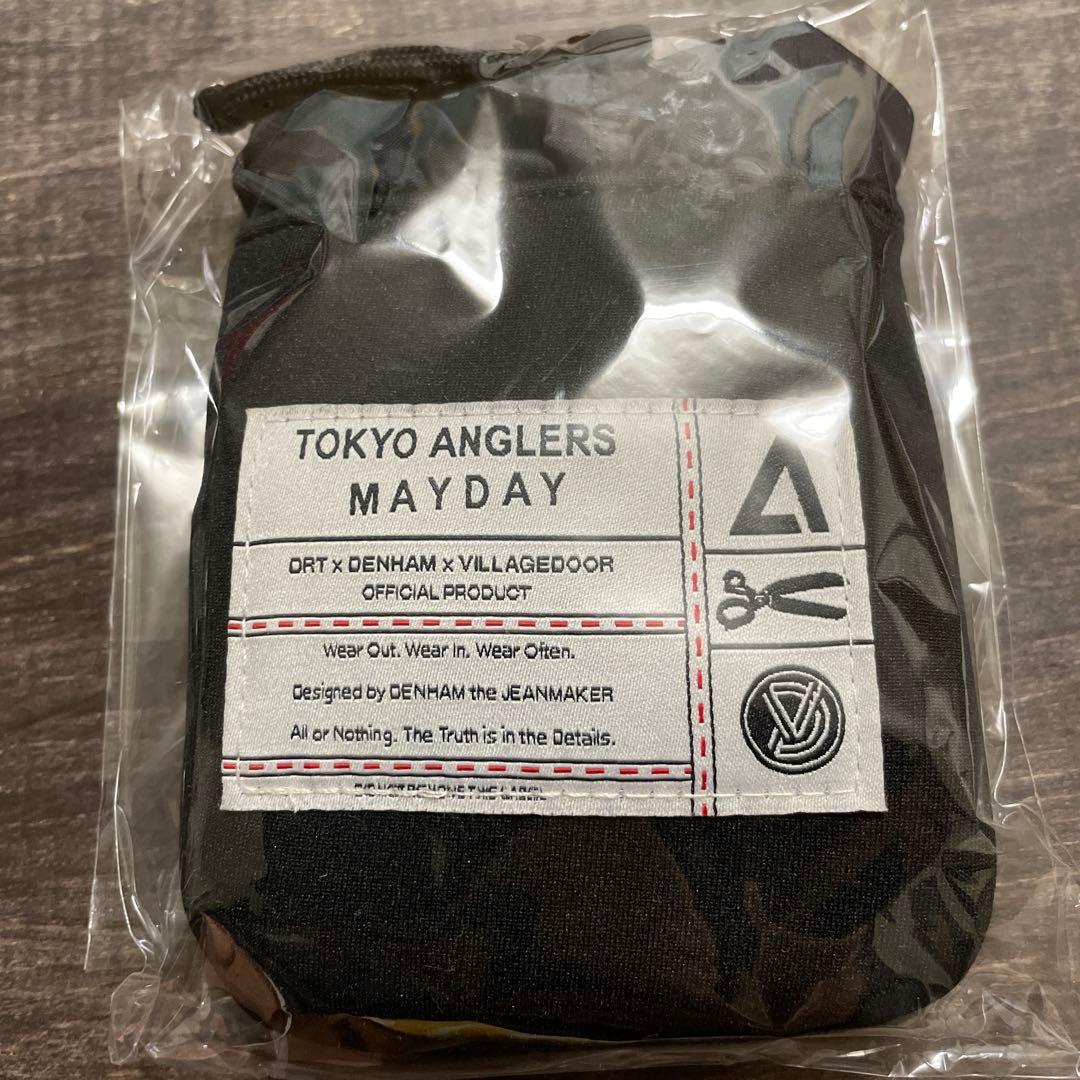 TOKYO ANGLERS
MAYDAY
DRT x DENHAM x VILLAGEDOOR
OFFICIAL PRODUCT
Wear Out. Wear In. Wear Often.
Designed by DENHAM the JEANMAKER
All or Nothing. The Truth is in the Details.